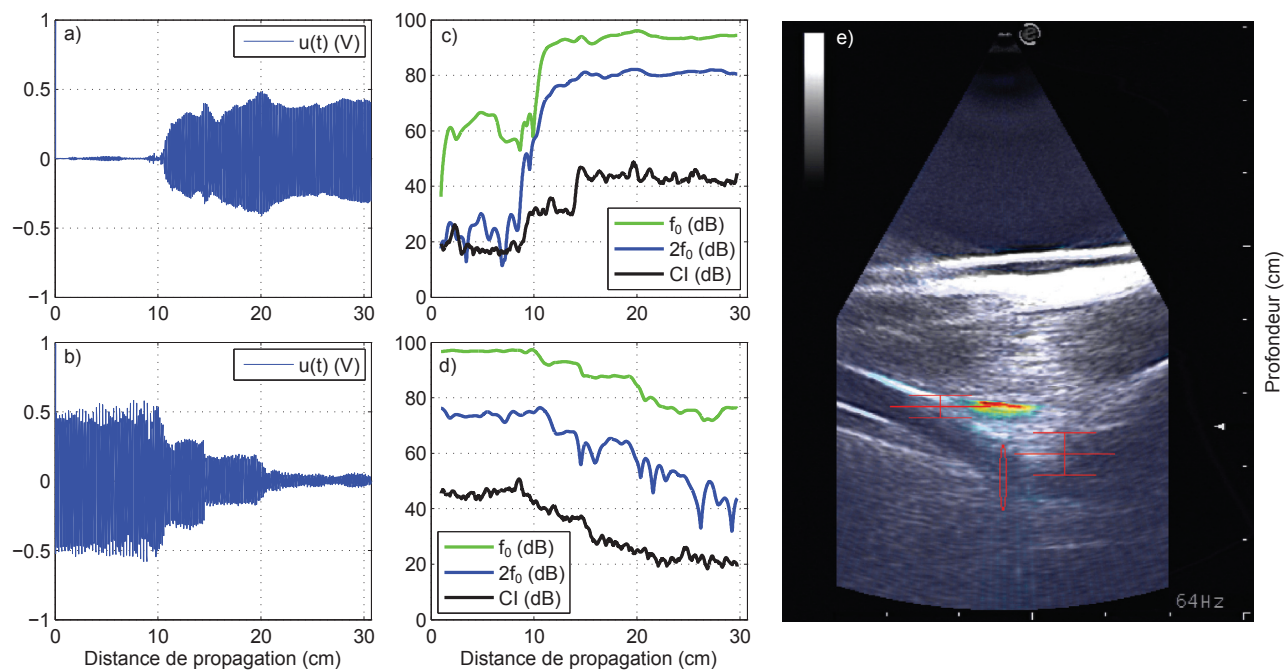 a)
u(t) (V)
1
0.5
0
−0.5
−1
0
10
20
30
b)
u(t) (V)
1
0.5
0
−0.5
−1
0
10
20
30
Distance de propagation (cm)
c)
100
80
60
40
20
0
f₀ (dB)
2f₀ (dB)
CI (dB)
0
10
20
30
d)
100
80
60
40
20
0
f₀ (dB)
2f₀ (dB)
CI (dB)
0
10
20
30
Distance de propagation (cm)
e)
e
64Hz
Profondeur (cm)